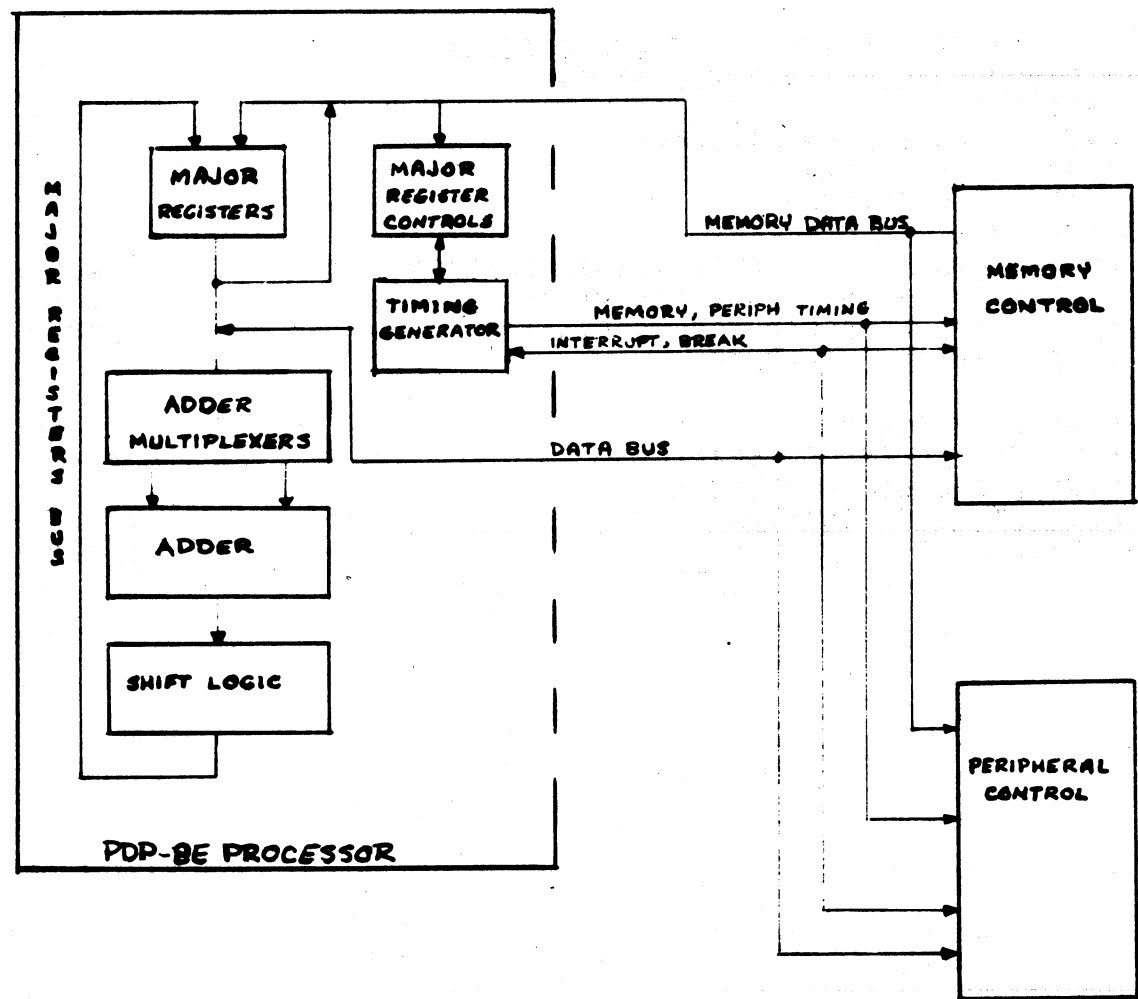 MAJOR
REGISTERS
MAJOR
REGISTER
CONTROLS
MAJOR REGISTERS BUS
MEMORY DATA BUS
MEMORY
CONTROL
TIMING
GENERATOR
MEMORY, PERIPH TIMING
INTERRUPT, BREAK
ADDER
MULTIPLEXERS
DATA BUS
ADDER
SHIFT LOGIC
PERIPHERAL
CONTROL
PDP-8E PROCESSOR